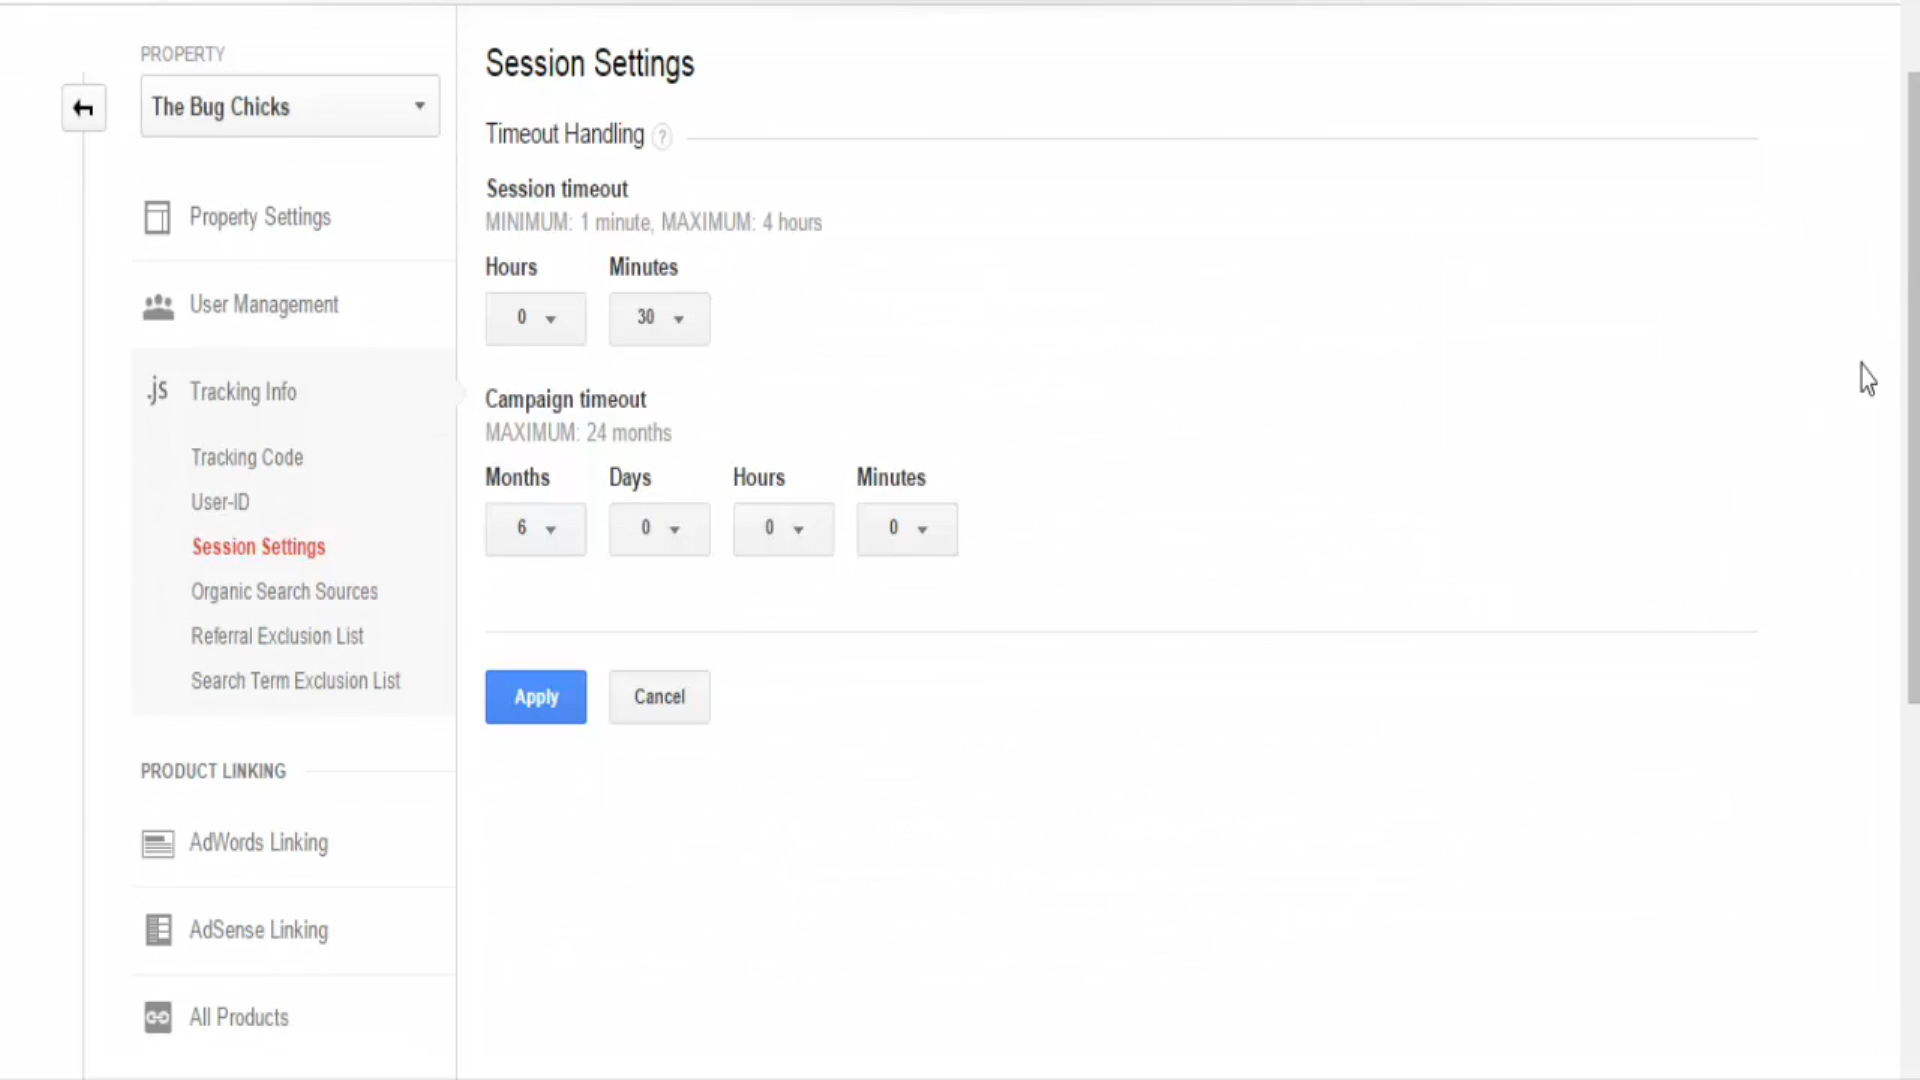 PROPERTY
The Bug Chicks
Property Settings
User Management
.js Tracking Info
Tracking Code
User-ID
Session Settings
Organic Search Sources
Referral Exclusion List
Search Term Exclusion List
PRODUCT LINKING
AdWords Linking
AdSense Linking
All Products
Session Settings
Timeout Handling ?
Session timeout
MINIMUM: 1 minute, MAXIMUM: 4 hours
Hours Minutes
0 30
Campaign timeout
MAXIMUM: 24 months
Months Days Hours Minutes
6 0 0 0
Apply Cancel